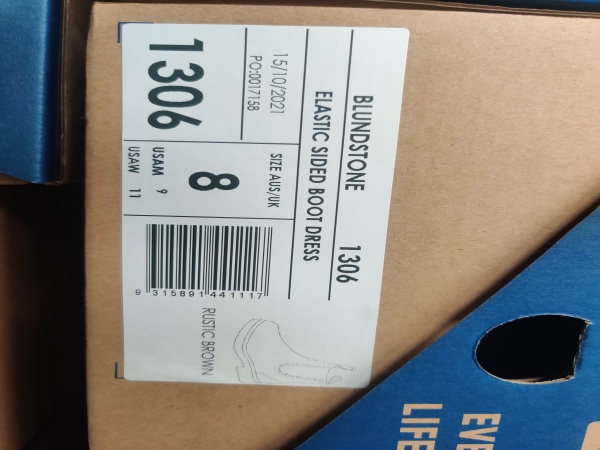 BLUNDSTONE 1306
ELASTIC SIDED BOOT DRESS
15/10/2021
PO:0017158
1306
SIZE AUS/UK
8
USAM 9
USAW 11
9 315891 441117
RUSTIC BROWN
EVE
LIFE